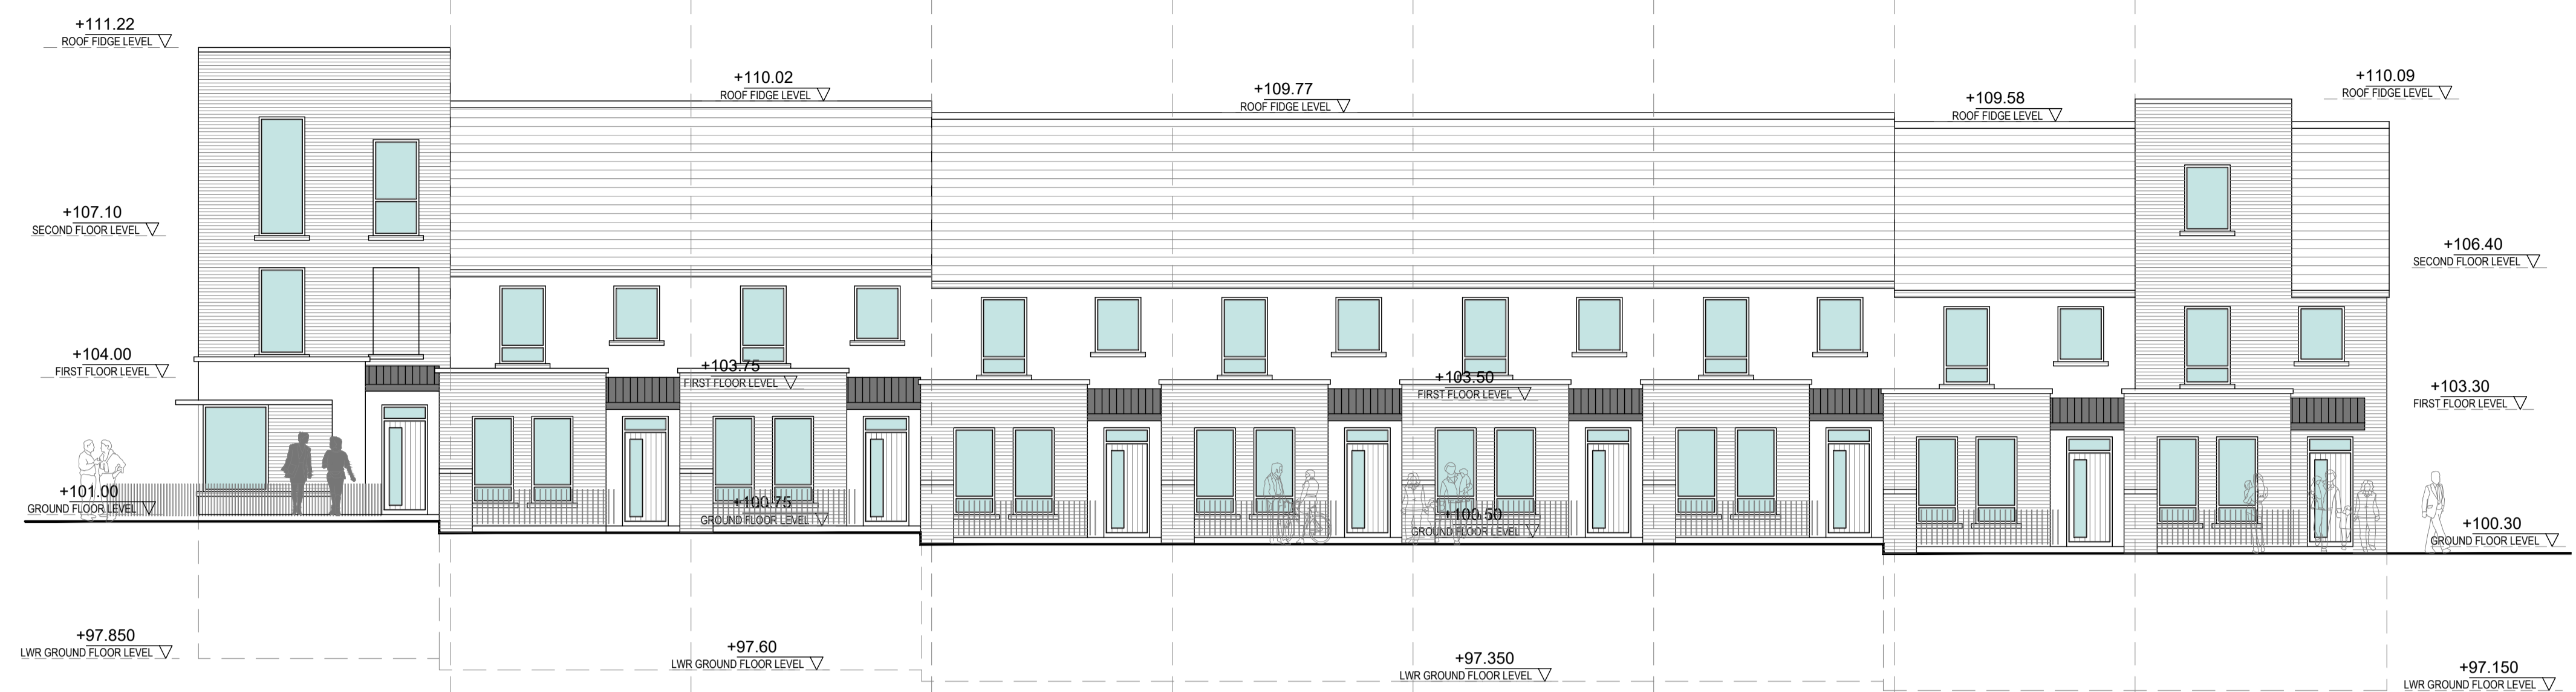 +111.22
ROOF FIDGE LEVEL
+110.02
ROOF FIDGE LEVEL
+109.77
ROOF FIDGE LEVEL
+109.58
ROOF FIDGE LEVEL
+110.09
ROOF FIDGE LEVEL
+107.10
SECOND FLOOR LEVEL
+106.40
SECOND FLOOR LEVEL
+104.00
FIRST FLOOR LEVEL
+103.75
FIRST FLOOR LEVEL
+103.50
FIRST FLOOR LEVEL
+103.30
FIRST FLOOR LEVEL
+101.00
GROUND FLOOR LEVEL
+100.75
GROUND FLOOR LEVEL
+100.50
GROUND FLOOR LEVEL
+100.30
GROUND FLOOR LEVEL
+97.850
LWR GROUND FLOOR LEVEL
+97.60
LWR GROUND FLOOR LEVEL
+97.350
LWR GROUND FLOOR LEVEL
+97.150
LWR GROUND FLOOR LEVEL